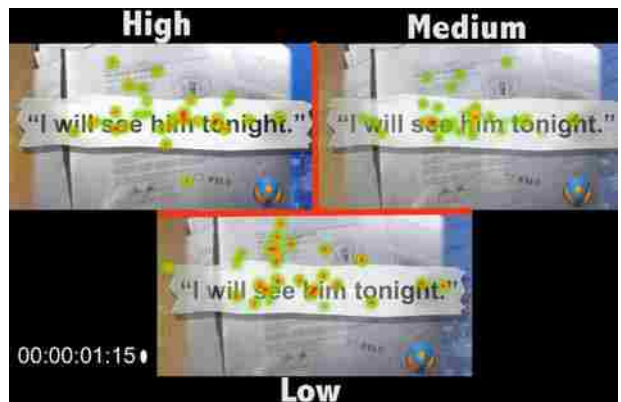 High
Medium
“I will see him tonight.”
“I will see him tonight.”
“I will see him tonight.”
00:00:01:15
Low